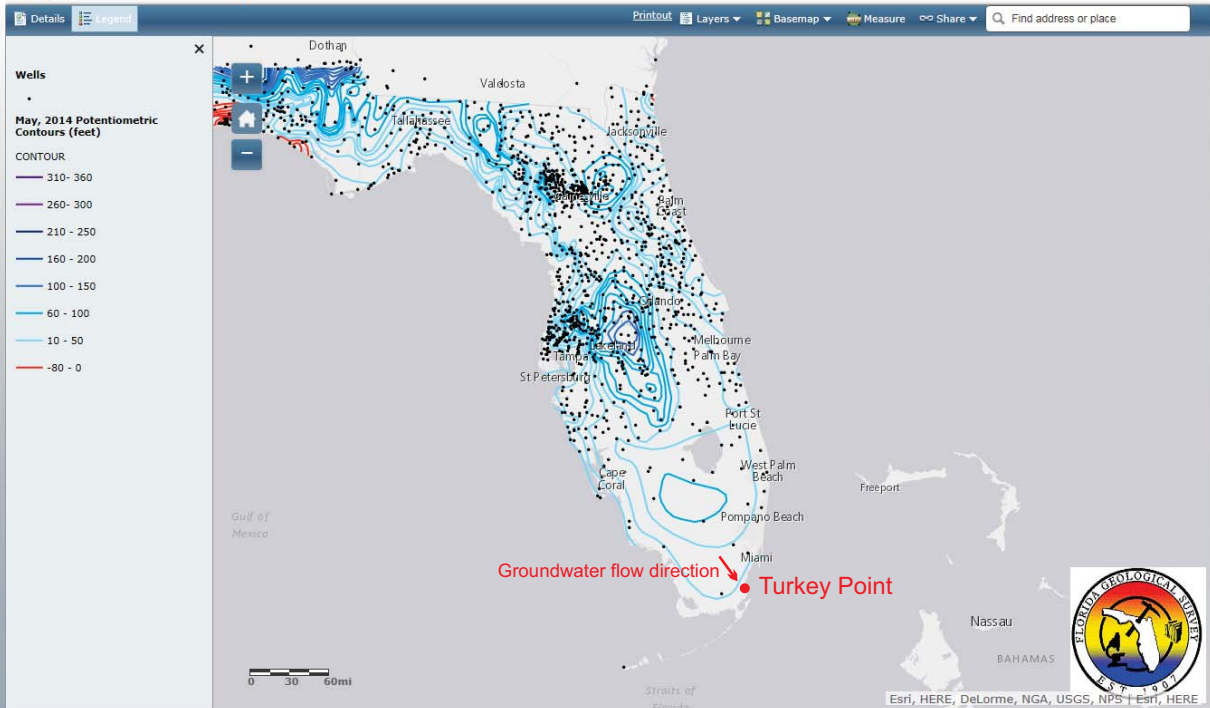 Details
Legend
Printout
Layers
Basemap
Measure
Share
Find address or place
Wells
May, 2014 Potentiometric
Contours (feet)
CONTOUR
310- 360
260- 300
210 - 250
160 - 200
100 - 150
60 - 100
10 - 50
-80 - 0
Dothan
Valdosta
Tallahassee
Jacksonville
Gainesville
Palm
Coast
Orlando
Lakeland
Melbourne
Tampa
Palm Bay
St Petersburg
Port St
Lucie
West Palm
Beach
Cape
Coral
Freeport
Gulf of
Mexico
Pompano Beach
Miami
Groundwater flow direction
Turkey Point
Nassau
BAHAMAS
FLORIDA GEOLOGICAL SURVEY
EST 1907
0 30 60mi
Straits of
Florida
Esri, HERE, DeLorme, NGA, USGS, NPS | Esri, HERE